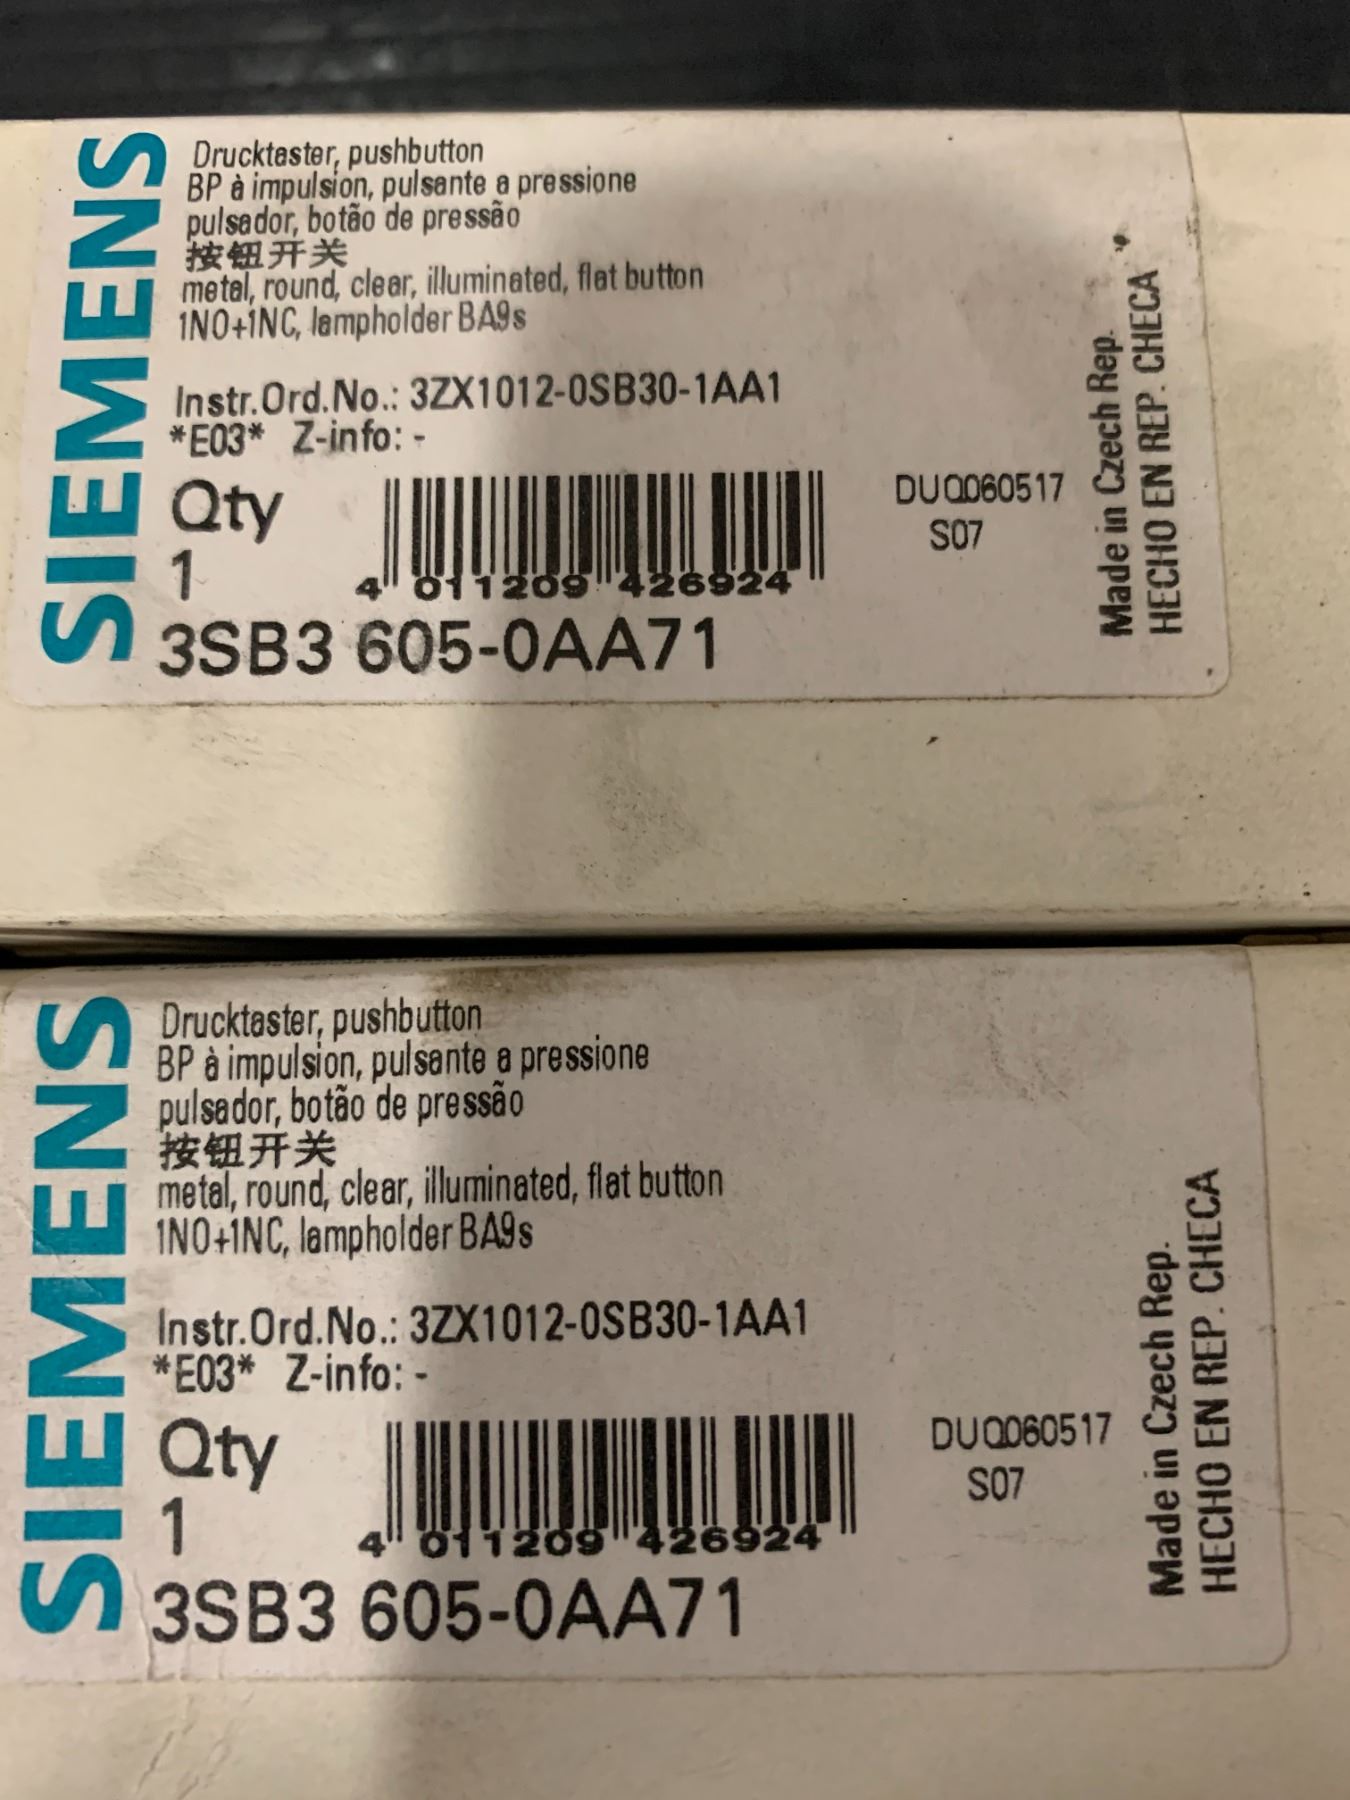 SIEMENS
Drucktaster, pushbutton
BP à impulsion, pulsante a pressione
pulsador, botão de pressão
按钮开关
metal, round, clear, illuminated, flat button
1NO+1NC, lampholder BA9s
Instr.Ord.No.: 3ZX1012-0SB30-1AA1
*E03* Z-info: -
Qty
1
4 011209 426924
DUQ060517
S07
3SB3 605-0AA71
Made in Czech Rep.
HECHO EN REP. CHECA
SIEMENS
Drucktaster, pushbutton
BP à impulsion, pulsante a pressione
pulsador, botão de pressão
按钮开关
metal, round, clear, illuminated, flat button
1NO+1NC, lampholder BA9s
Instr.Ord.No.: 3ZX1012-0SB30-1AA1
*E03* Z-info: -
Qty
1
4 011209 426924
DUQ060517
S07
3SB3 605-0AA71
Made in Czech Rep.
HECHO EN REP. CHECA